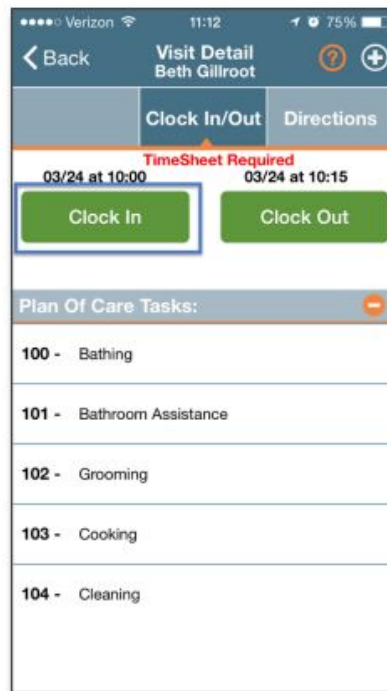 Verizon 11:12 75%
Back Visit Detail
Beth Gillroot
Clock In/Out Directions
TimeSheet Required
03/24 at 10:00 03/24 at 10:15
Clock In Clock Out
Plan Of Care Tasks:
100 - Bathing
101 - Bathroom Assistance
102 - Grooming
103 - Cooking
104 - Cleaning